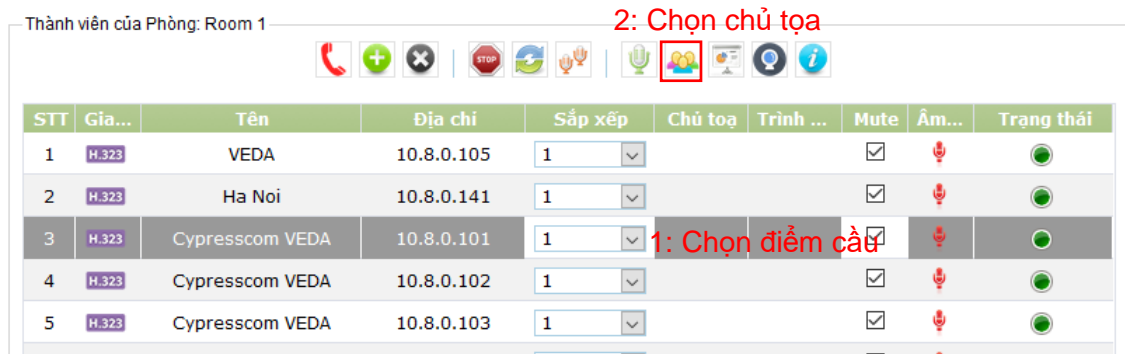 2: Chọn chủ tọa
Thành viên của Phòng: Room 1
STOP
STT Gia... Tên Địa chỉ Sắp xếp Chủ toạ Trình ... Mute Âm... Trạng thái
1 H.323 VEDA 10.8.0.105 1
2 H.323 Ha Noi 10.8.0.141 1
3 H.323 Cypresscom VEDA 10.8.0.101 1 1: Chọn điểm cầu
4 H.323 Cypresscom VEDA 10.8.0.102 1
5 H.323 Cypresscom VEDA 10.8.0.103 1